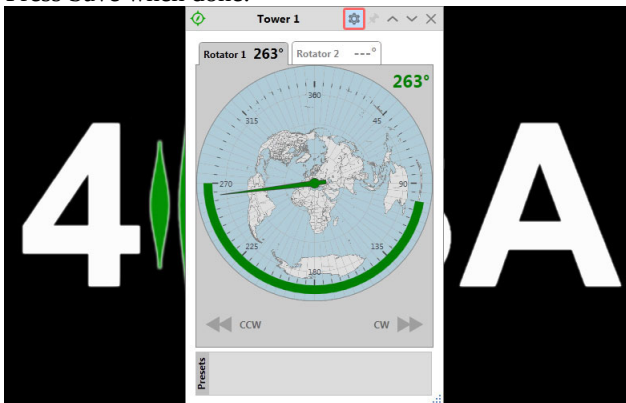 Press Save when done.
Tower 1
Rotator 1 263° Rotator 2 ---°
263°
360
315 45
270 90
225 135
180
CCW CW
Presets
4 A